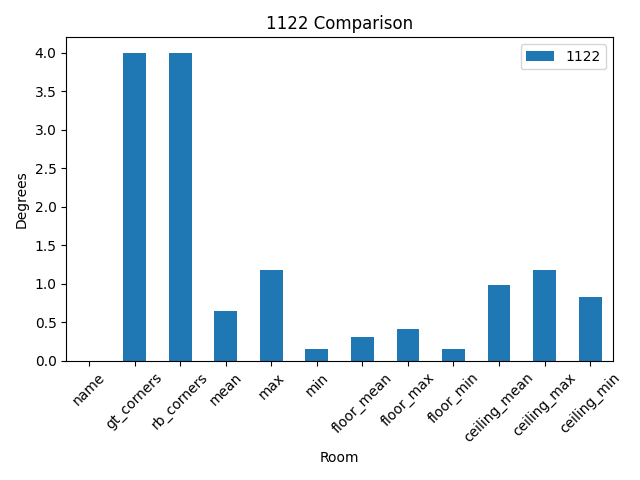 1122 Comparison
1122
Degrees
4.0
3.5
3.0
2.5
2.0
1.5
1.0
0.5
0.0
name
gt_corners
rb_corners
mean
max
min
floor_mean
floor_max
floor_min
ceiling_mean
ceiling_max
ceiling_min
Room